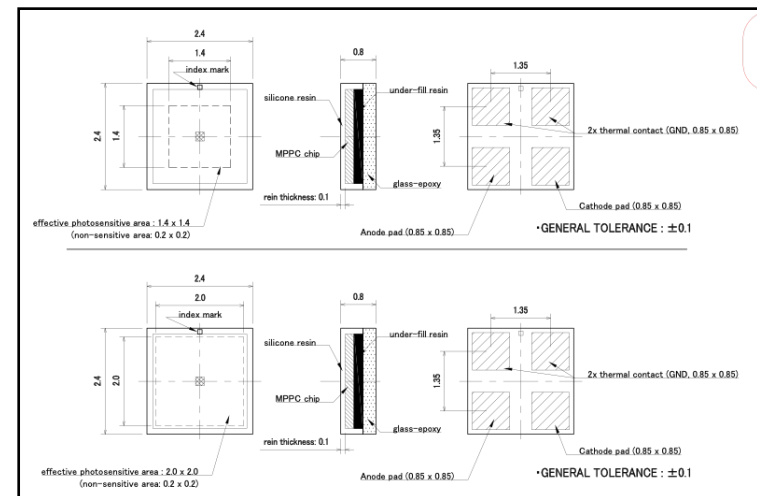 2.4
1.4
index mark
2.4
1.4
effective photosensitive area : 1.4 x 1.4
(non-sensitive area: 0.2 x 0.2)
0.8
silicone resin
under-fill resin
MPPC chip
glass-epoxy
rein thickness: 0.1
1.35
1.35
2x thermal contact (GND, 0.85 x 0.85)
Cathode pad (0.85 x 0.85)
Anode pad (0.85 x 0.85)
・GENERAL TOLERANCE : ±0.1
2.4
2.0
index mark
2.4
2.0
effective photosensitive area : 2.0 x 2.0
(non-sensitive area: 0.2 x 0.2)
0.8
silicone resin
under-fill resin
MPPC chip
glass-epoxy
rein thickness: 0.1
1.35
1.35
2x thermal contact (GND, 0.85 x 0.85)
Cathode pad (0.85 x 0.85)
Anode pad (0.85 x 0.85)
・GENERAL TOLERANCE : ±0.1